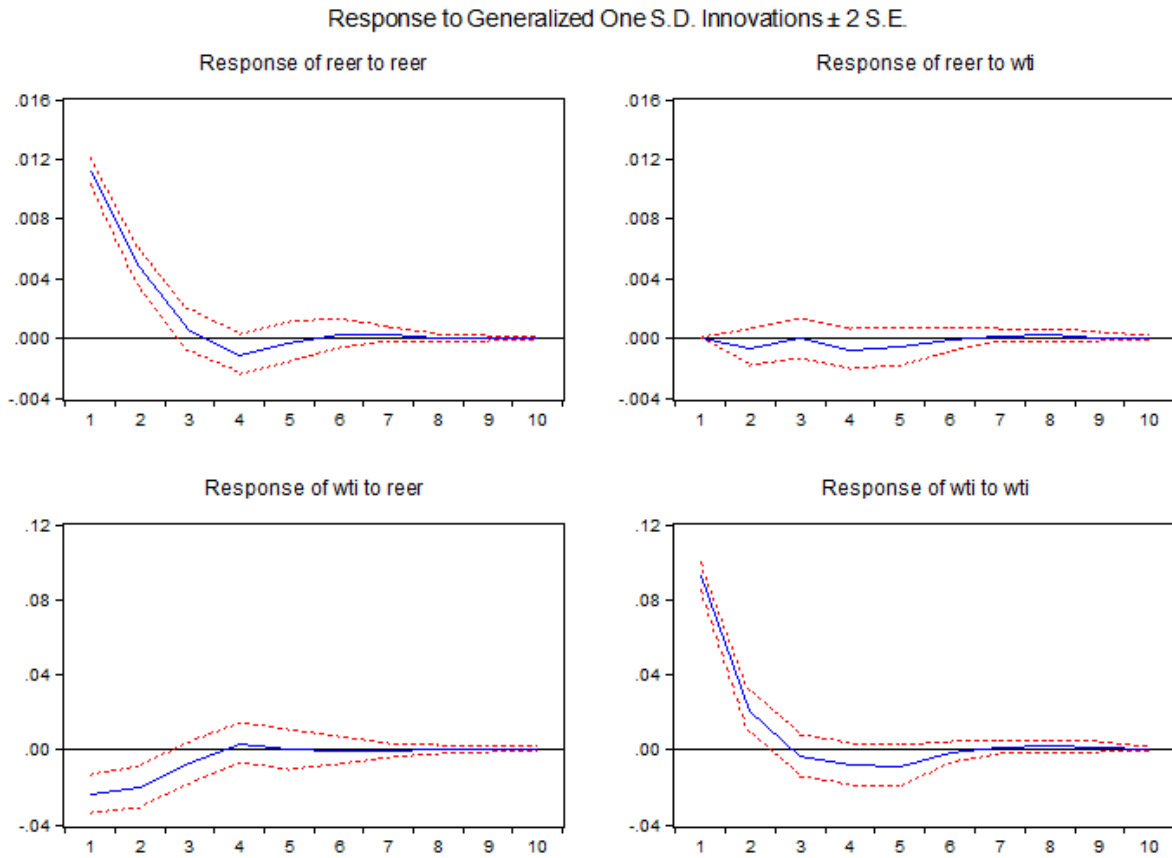 Response to Generalized One S.D. Innovations ± 2 S.E.
Response of reer to reer
.016
.012
.008
.004
.000
-.004
1 2 3 4 5 6 7 8 9 10
Response of reer to wti
.016
.012
.008
.004
.000
-.004
1 2 3 4 5 6 7 8 9 10
Response of wti to reer
.12
.08
.04
.00
-.04
1 2 3 4 5 6 7 8 9 10
Response of wti to wti
.12
.08
.04
.00
-.04
1 2 3 4 5 6 7 8 9 10